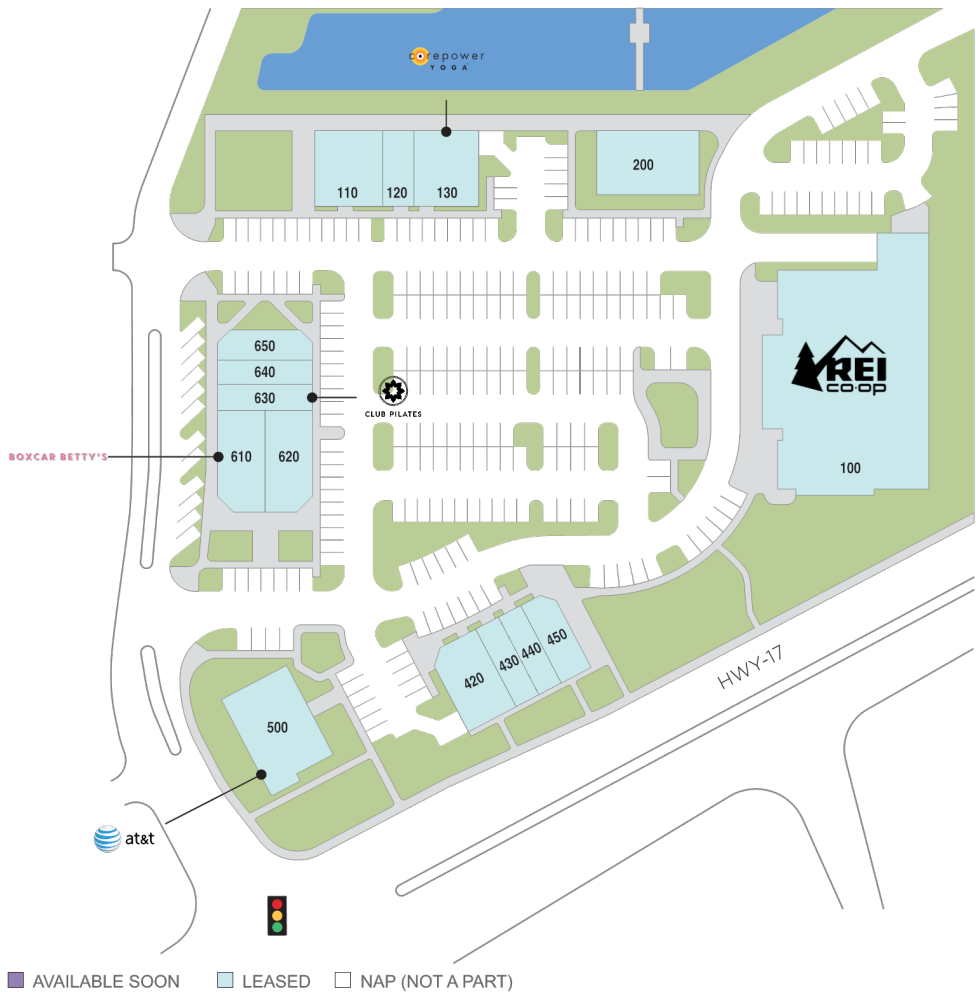 corepower
YOGA
110
120
130
200
650
640
630
CLUB PILATES
BOXCAR BETTY'S
610
620
REI
co·op
100
420
430
440
450
HWY-17
500
at&t
AVAILABLE SOON
LEASED
NAP (NOT A PART)